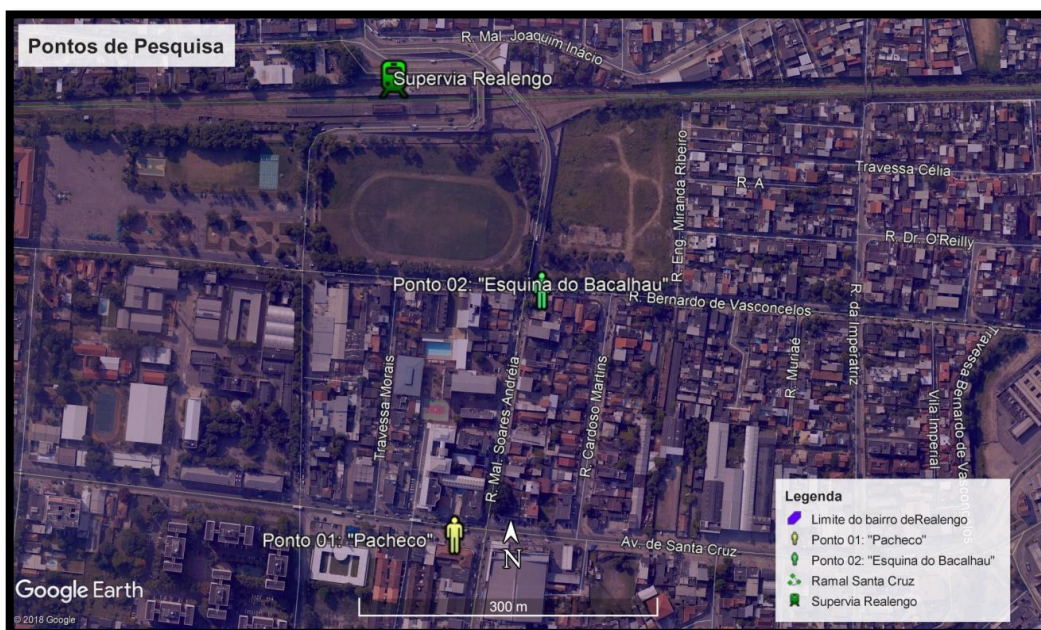 Pontos de Pesquisa
R. Mal. Joaquim Inácio
Supervia Realengo
R. Eng. Miranda Ribeiro
Travessa Célia
R. A
R. Dr. O'Reilly
Ponto 02: "Esquina do Bacalhau"
R. Bernardo de Vasconcelos
R. da Imperatriz
Travessa Bernardo de Vasconcelos
Travessa Morais
R. Mal. Soares Andréia
R. Cardoso Martins
R. Muriaé
Vila Imperial
Ponto 01: "Pacheco"
N
Av. de Santa Cruz
Legenda
Limite do bairro deRealengo
Ponto 01: "Pacheco"
Ponto 02: "Esquina do Bacalhau"
Ramal Santa Cruz
Supervia Realengo
Google Earth
300 m
© 2018 Google